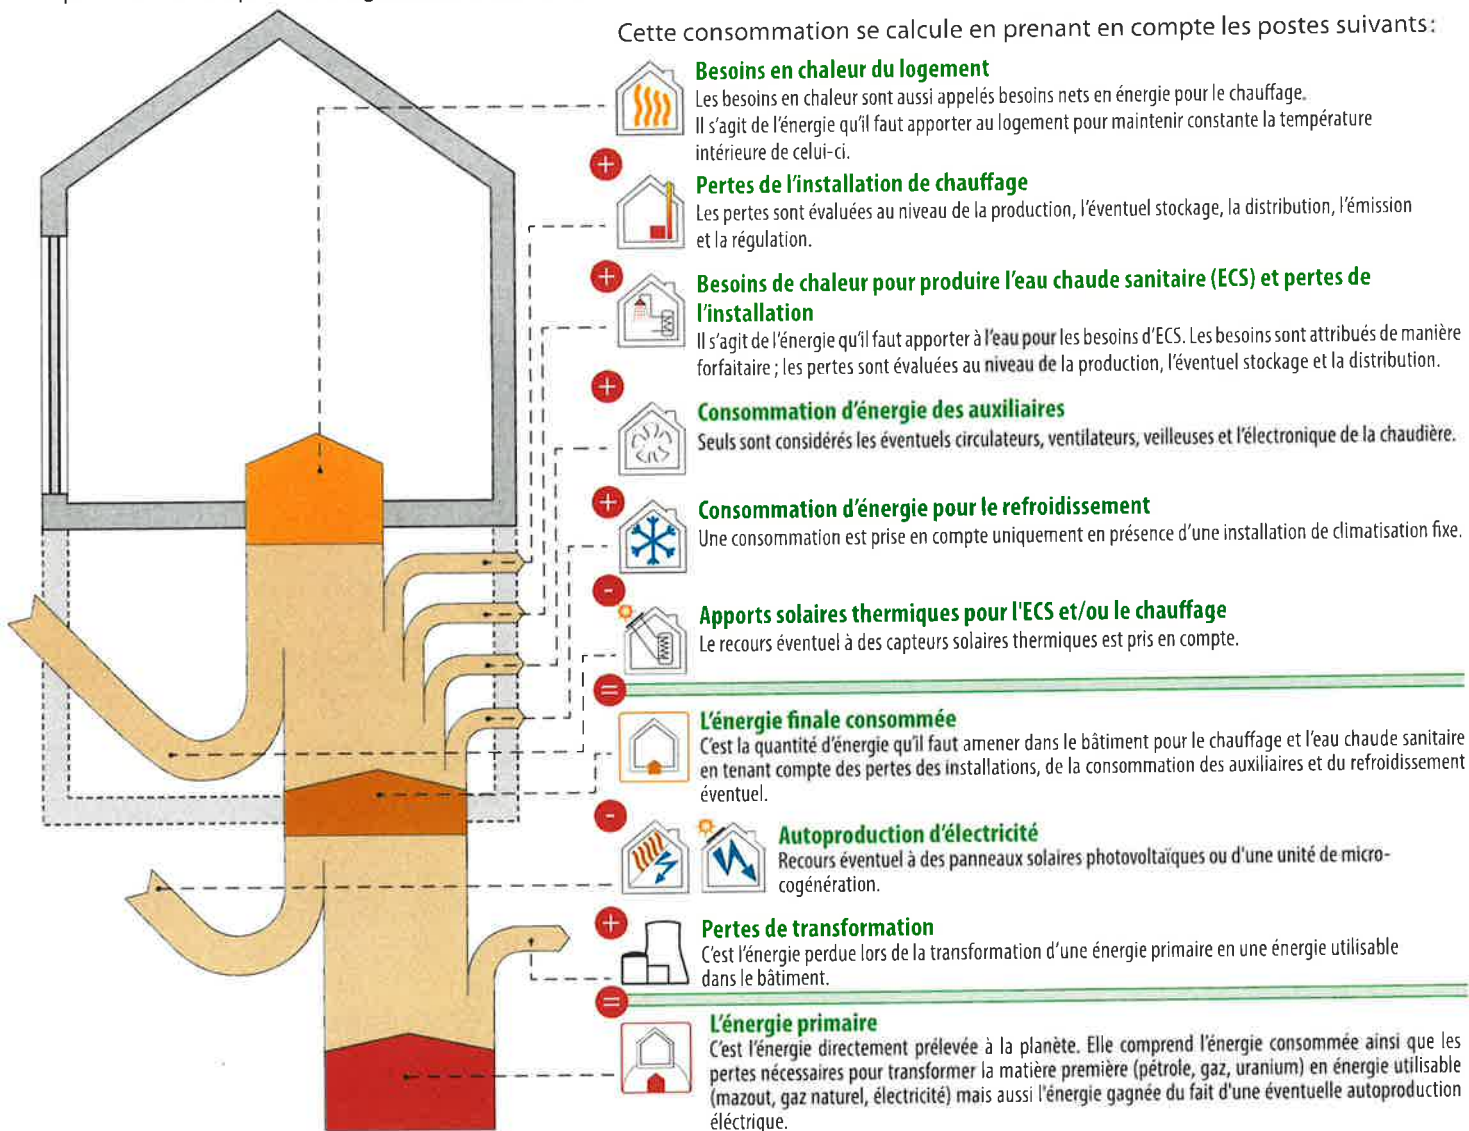 Cette consommation se calcule en prenant en compte les postes suivants:
Besoins en chaleur du logement
Les besoins en chaleur sont aussi appelés besoins nets en énergie pour le chauffage.
Il s'agit de l'énergie qu'il faut apporter au logement pour maintenir constante la température
intérieure de celui-ci.
+
Pertes de l'installation de chauffage
Les pertes sont évaluées au niveau de la production, l'éventuel stockage, la distribution, l'émission
et la régulation.
+
Besoins de chaleur pour produire l'eau chaude sanitaire (ECS) et pertes de
l'installation
Il s'agit de l'énergie qu'il faut apporter à l'eau pour les besoins d'ECS. Les besoins sont attribués de manière
forfaitaire ; les pertes sont évaluées au niveau de la production, l'éventuel stockage et la distribution.
+
Consommation d'énergie des auxiliaires
Seuls sont considérés les éventuels circulateurs, ventilateurs, veilleuses et l'électronique de la chaudière.
+
Consommation d'énergie pour le refroidissement
Une consommation est prise en compte uniquement en présence d'une installation de climatisation fixe.
-
Apports solaires thermiques pour l'ECS et/ou le chauffage
Le recours éventuel à des capteurs solaires thermiques est pris en compte.
=
L'énergie finale consommée
C'est la quantité d'énergie qu'il faut amener dans le bâtiment pour le chauffage et l'eau chaude sanitaire
en tenant compte des pertes des installations, de la consommation des auxiliaires et du refroidissement
éventuel.
-
Autoproduction d'électricité
Recours éventuel à des panneaux solaires photovoltaïques ou d'une unité de micro-
cogénération.
+
Pertes de transformation
C'est l'énergie perdue lors de la transformation d'une énergie primaire en une énergie utilisable
dans le bâtiment.
=
L'énergie primaire
C'est l'énergie directement prélevée à la planète. Elle comprend l'énergie consommée ainsi que les
pertes nécessaires pour transformer la matière première (pétrole, gaz, uranium) en énergie utilisable
(mazout, gaz naturel, électricité) mais aussi l'énergie gagnée du fait d'une éventuelle autoproduction
éléctrique.